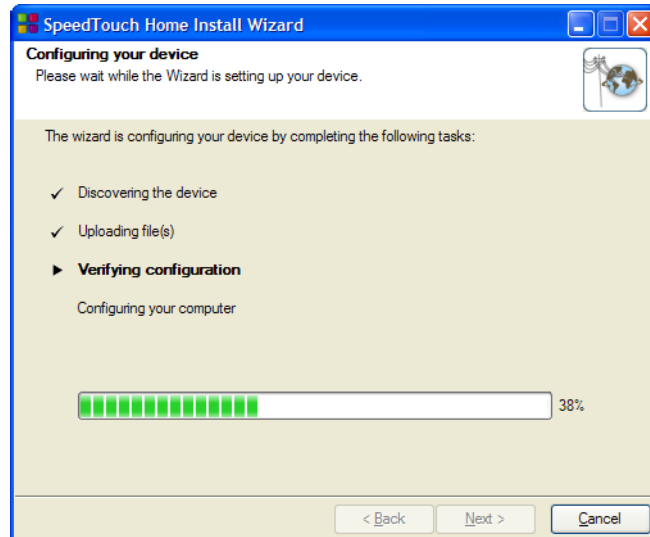 SpeedTouch Home Install Wizard
Configuring your device
Please wait while the Wizard is setting up your device.
The wizard is configuring your device by completing the following tasks:
✓ Discovering the device
✓ Uploading file(s)
► Verifying configuration
Configuring your computer
38%
< Back Next > Cancel